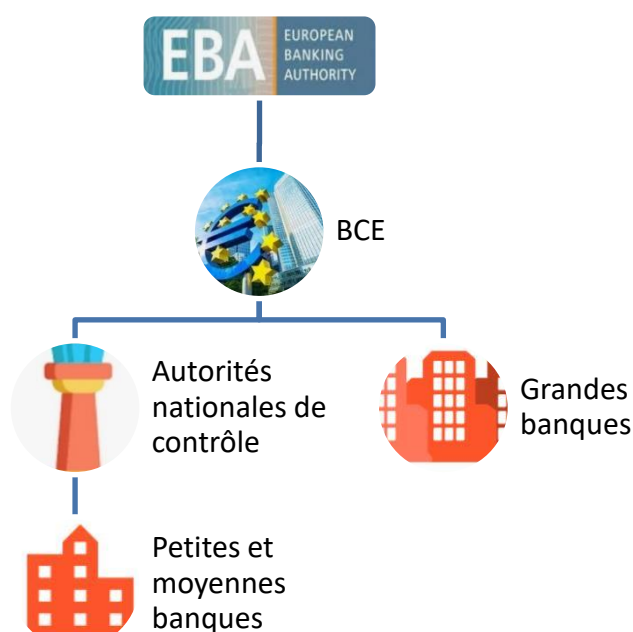 EBA
EUROPEAN
BANKING
AUTHORITY
BCE
Autorités
nationales de
contrôle
Grandes
banques
Petites et
moyennes
banques